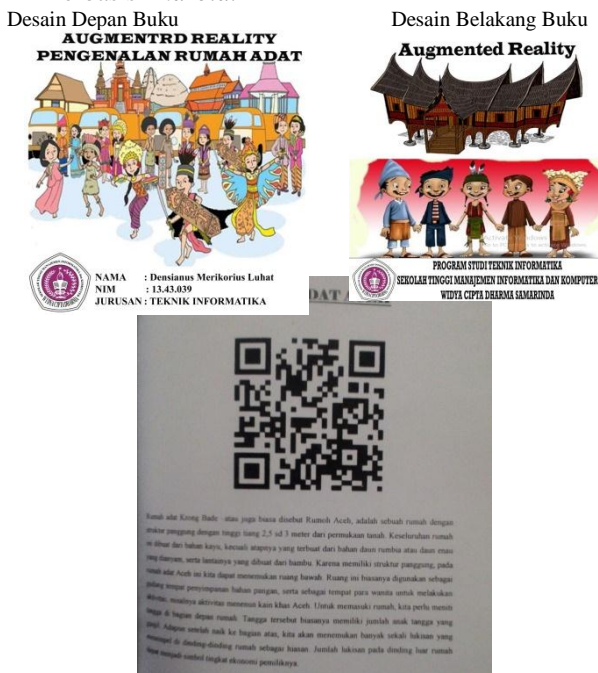 Desain Depan Buku
Desain Belakang Buku
AUGMENTRD REALITY
PENGENALAN RUMAH ADAT
Augmented Reality
NAMA : Densianus Merikorius Luhat
NIM : 13.43.039
JURUSAN : TEKNIK INFORMATIKA
PROGRAM STUDI TEKNIK INFORMATIKA
SEKOLAH TINGGI MANAJEMEN INFORMATIKA DAN KOMPUTER
WIDYA CIPTA DHARMA SAMARINDA
DAT
Rumah adat Krong Bade atau juga biasa disebut Rumoh Aceh, adalah sebuah rumah dengan
struktur panggung dengan tinggi tiang 2,5 sd 3 meter dari permukaan tanah. Keseluruhan rumah
ini dibuat dari bahan kayu, kecuali atapnya yang terbuat dari bahan daun rumbia atau daun enau
yang dianyam, serta lantainya yang dibuat dari bambu. Karena memiliki struktur panggung, pada
rumah adat Aceh ini kita dapat menemukan ruang bawah. Ruang ini biasanya digunakan sebagai
gudang tempat penyimpanan bahan pangan, serta sebagai tempat para wanita untuk melakukan
aktivitas, misalnya aktivitas menenun kain khas Aceh. Untuk memasuki rumah, kita perlu meniti
tangga di bagian depan rumah. Tangga tersebut biasanya memiliki jumlah anak tangga yang
ganjil. Adapun setelah naik ke bagian atas, kita akan menemukan banyak sekali lukisan yang
menempel di dinding-dinding rumah sebagai hiasan. Jumlah lukisan pada dinding luar rumah
dapat menjadi simbol tingkat ekonomi pemiliknya.